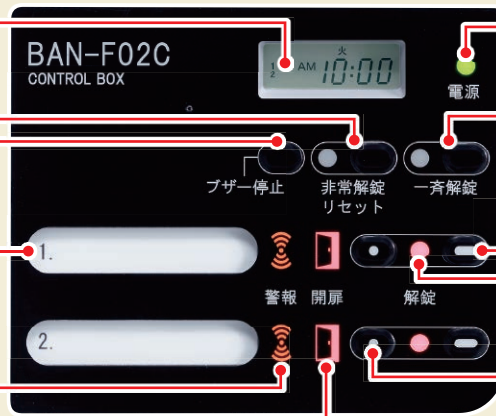 BAN-F02C
CONTROL BOX
火
1
2
AM 10:00
電源
ブザー停止
非常解錠
リセット
一斉解錠
1.
警報 開扉 解錠
2.